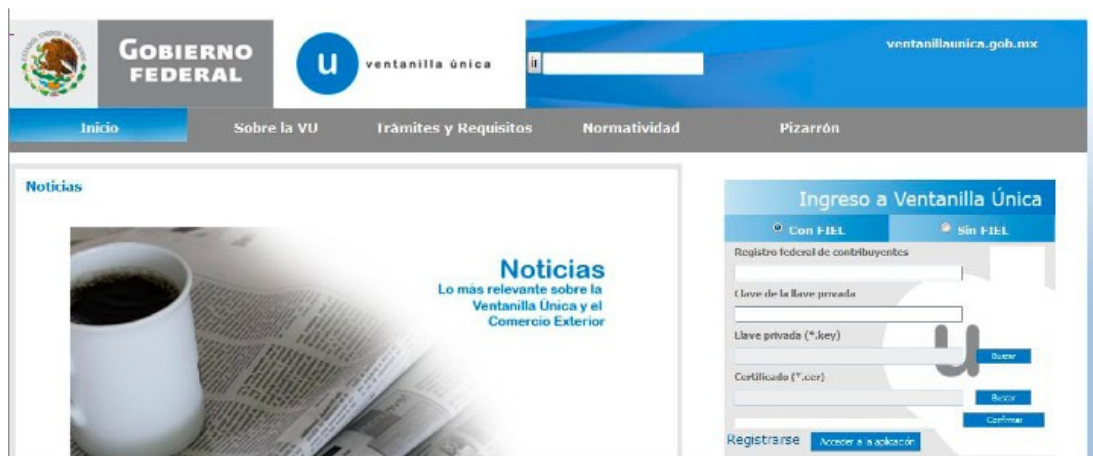 GOBIERNO
FEDERAL
u
ventanilla única
ir
ventanillaunica.gob.mx
Inicio
Sobre la VU
Trámites y Requisitos
Normatividad
Pizarrón
Noticias
Noticias
Lo más relevante sobre la
Ventanilla Única y el
Comercio Exterior
Ingreso a Ventanilla Única
Con FIEL
Sin FIEL
Registro federal de contribuyentes
Clave de la llave privada
Llave privada (*.key)
u
Buscar
Certificado (*.cer)
Buscar
Confirmar
Registrarse
Acceder a la aplicación